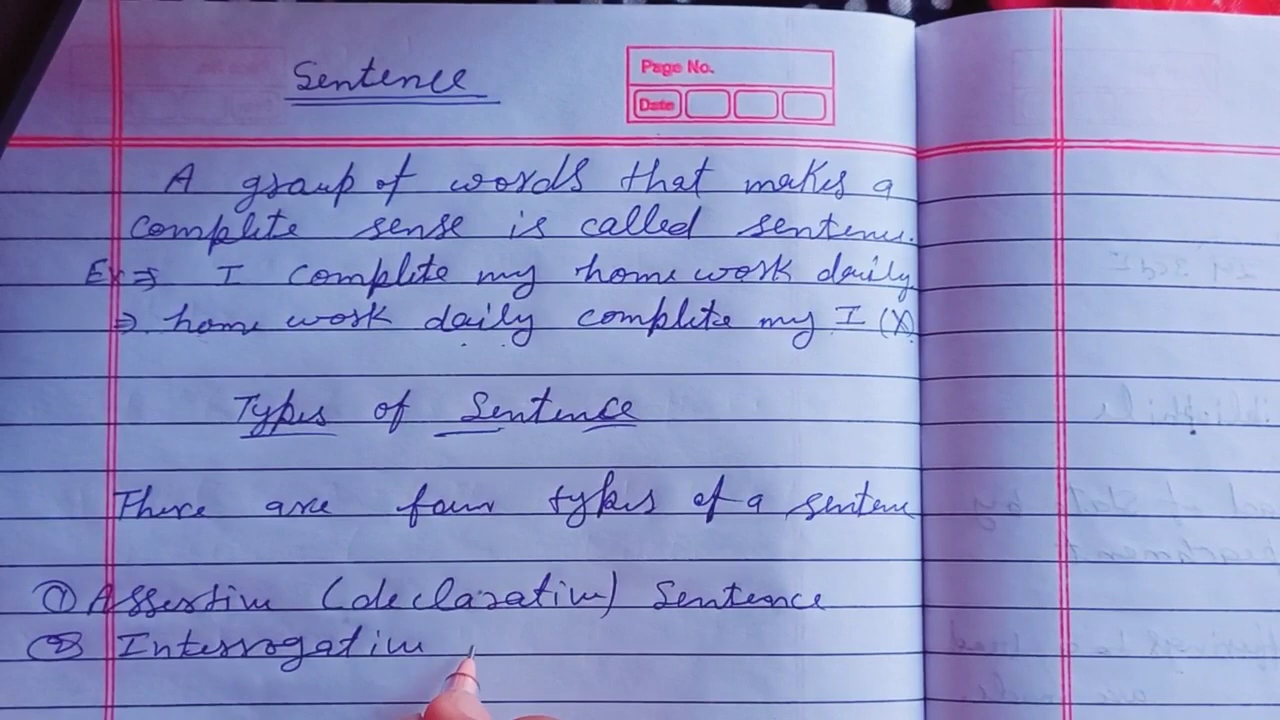 Sentence
Page No.
Date
A group of words that makes a
complete sense is called sentence.
Ex ⇒ I complete my home work daily
⇒ home work daily complete my I (X)
Types of Sentence
There are four types of a sentence
① Assertive (declarative) Sentence
② Interrogative